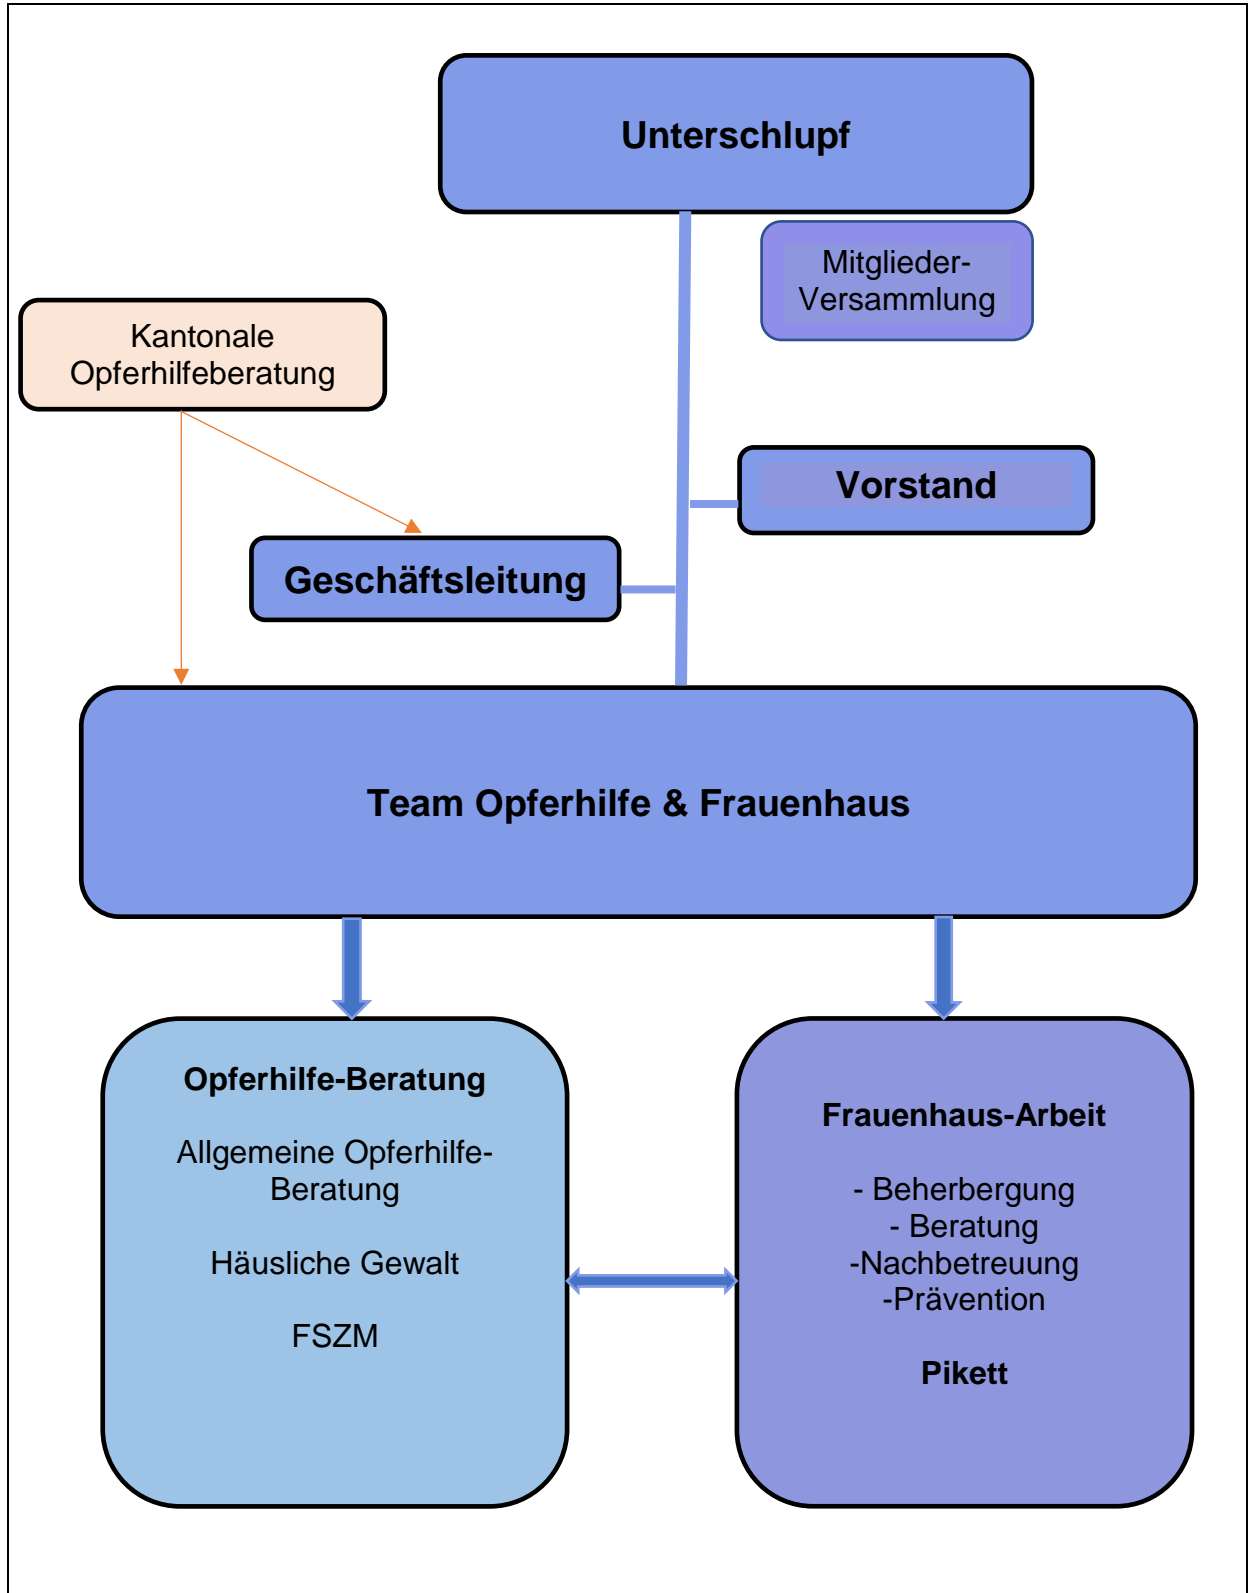 Unterschlupf
Mitglieder-
Versammlung
Kantonale
Opferhilfeberatung
Vorstand
Geschäftsleitung
Team Opferhilfe & Frauenhaus
Opferhilfe-Beratung
Allgemeine Opferhilfe-
Beratung
Häusliche Gewalt
FSZM
Frauenhaus-Arbeit
- Beherbergung
- Beratung
-Nachbetreuung
-Prävention
Pikett